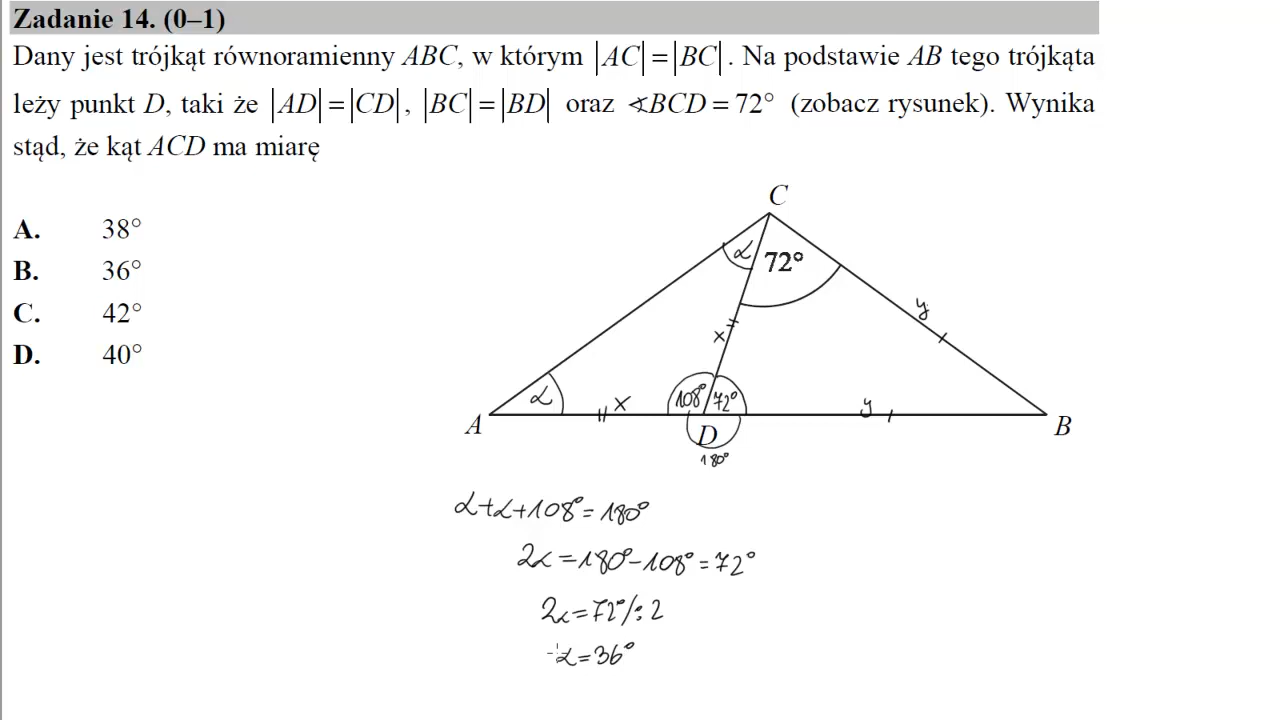 Zadanie 14. (0–1)
Dany jest trójkąt równoramienny ABC, w którym |AC| = |BC|. Na podstawie AB tego trójkąta
leży punkt D, taki że |AD| = |CD|, |BC| = |BD| oraz ∢BCD = 72° (zobacz rysunek). Wynika
stąd, że kąt ACD ma miarę
A. 38°
B. 36°
C. 42°
D. 40°
C
α 72°
y
x
α x 108° 72° y
A D B
180°
α+α+108°=180°
2α=180°-108°=72°
2α=72°/:2
α=36°